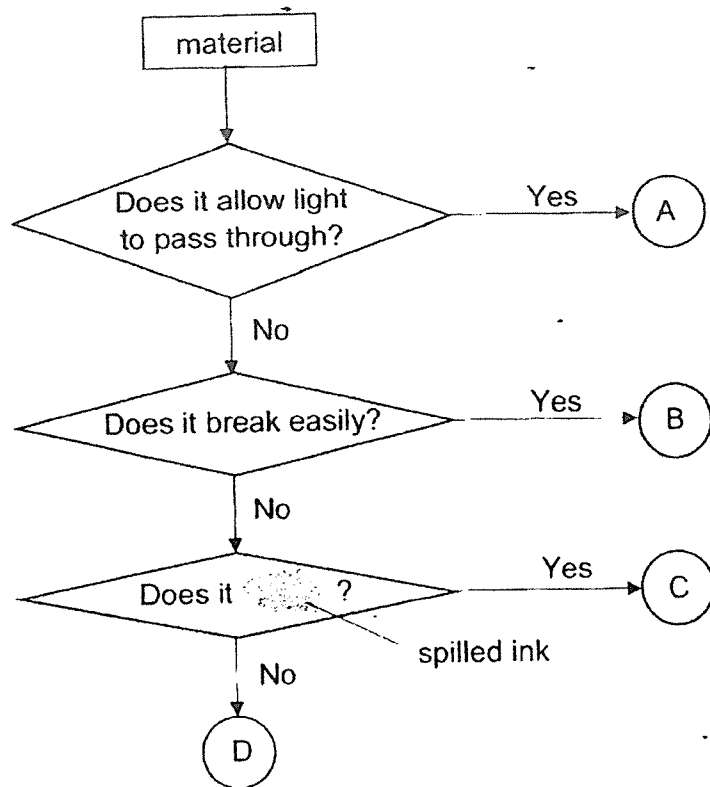 material
Does it allow light
to pass through?
Yes
A
No
Does it break easily?
Yes
B
No
Does it ?
Yes
C
spilled ink
No
D